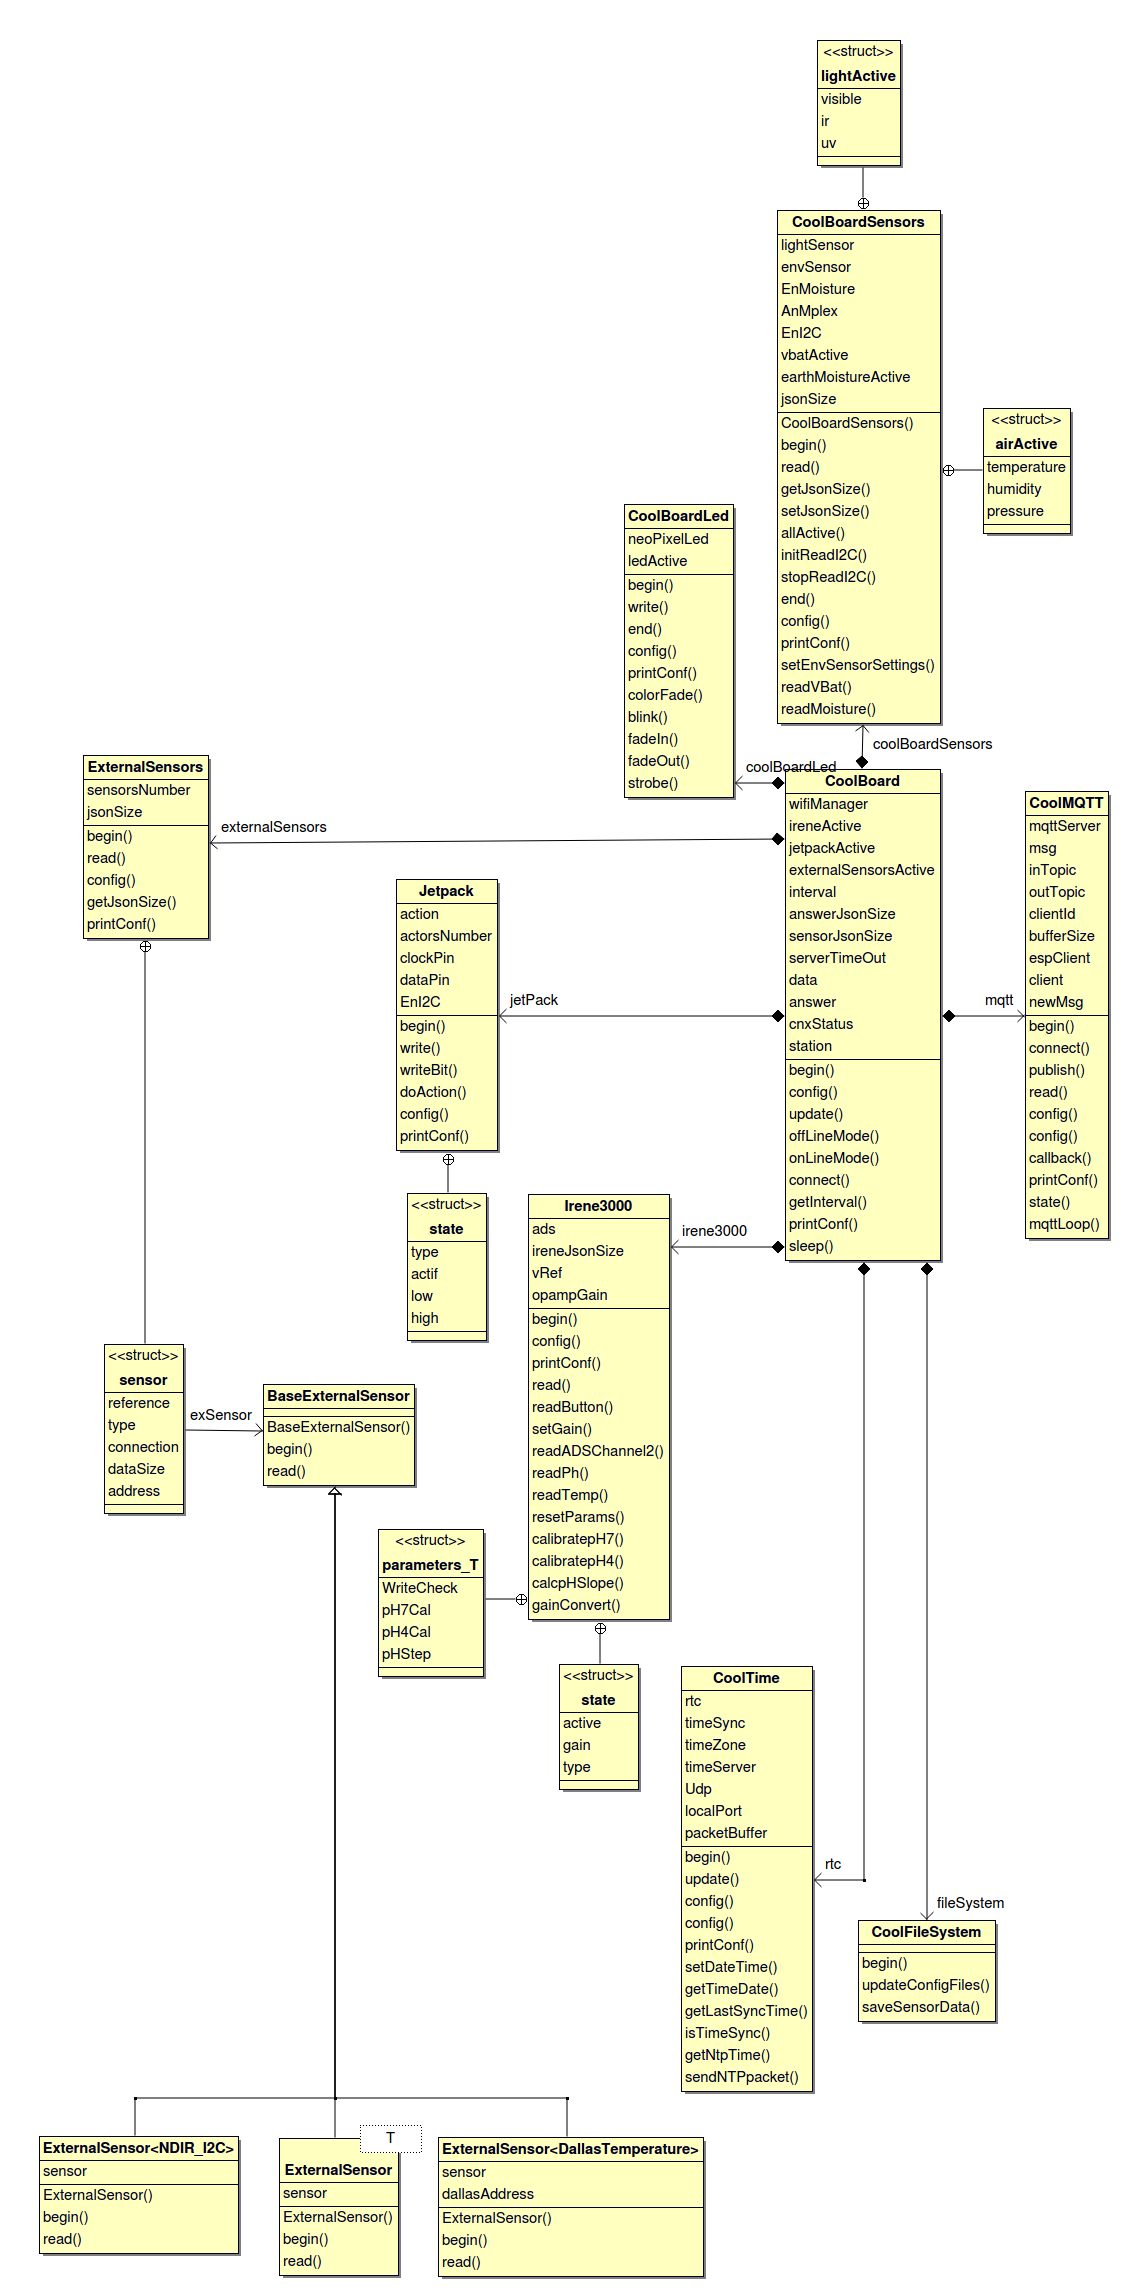 <<struct>>
lightActive
visible
ir
uv
CoolBoardSensors
lightSensor
envSensor
EnMoisture
AnMplex
EnI2C
vbatActive
earthMoistureActive
jsonSize
CoolBoardSensors()
begin()
read()
getJsonSize()
setJsonSize()
allActive()
initReadI2C()
stopReadI2C()
end()
config()
printConf()
setEnvSensorSettings()
readVBat()
readMoisture()
<<struct>>
airActive
temperature
humidity
pressure
CoolBoardLed
neoPixelLed
ledActive
begin()
write()
end()
config()
printConf()
colorFade()
blink()
fadeIn()
fadeOut()
strobe()
coolBoardSensors
coolBoardLed
ExternalSensors
sensorsNumber
jsonSize
begin()
read()
config()
getJsonSize()
printConf()
externalSensors
CoolBoard
wifiManager
ireneActive
jetpackActive
externalSensorsActive
interval
answerJsonSize
sensorJsonSize
serverTimeOut
data
answer
cnxStatus
station
begin()
config()
update()
offLineMode()
onLineMode()
connect()
getInterval()
printConf()
sleep()
CoolMQTT
mqttServer
msg
inTopic
outTopic
clientId
bufferSize
espClient
client
newMsg
begin()
connect()
publish()
read()
config()
config()
callback()
printConf()
state()
mqttLoop()
mqtt
Jetpack
action
actorsNumber
clockPin
dataPin
EnI2C
begin()
write()
writeBit()
doAction()
config()
printConf()
jetPack
<<struct>>
state
type
actif
low
high
Irene3000
ads
ireneJsonSize
vRef
opampGain
begin()
config()
printConf()
read()
readButton()
setGain()
readADSChannel2()
readPh()
readTemp()
resetParams()
calibratepH7()
calibratepH4()
calcpHSlope()
gainConvert()
irene3000
<<struct>>
sensor
reference
type
connection
dataSize
address
exSensor
BaseExternalSensor
BaseExternalSensor()
begin()
read()
<<struct>>
parameters_T
WriteCheck
pH7Cal
pH4Cal
pHStep
<<struct>>
state
active
gain
type
CoolTime
rtc
timeSync
timeZone
timeServer
Udp
localPort
packetBuffer
begin()
update()
config()
config()
printConf()
setDateTime()
getTimeDate()
getLastSyncTime()
isTimeSync()
getNtpTime()
sendNTPpacket()
rtc
fileSystem
CoolFileSystem
begin()
updateConfigFiles()
saveSensorData()
ExternalSensor<NDIR_I2C>
sensor
ExternalSensor()
begin()
read()
T
ExternalSensor
sensor
ExternalSensor()
begin()
read()
ExternalSensor<DallasTemperature>
sensor
dallasAddress
ExternalSensor()
begin()
read()